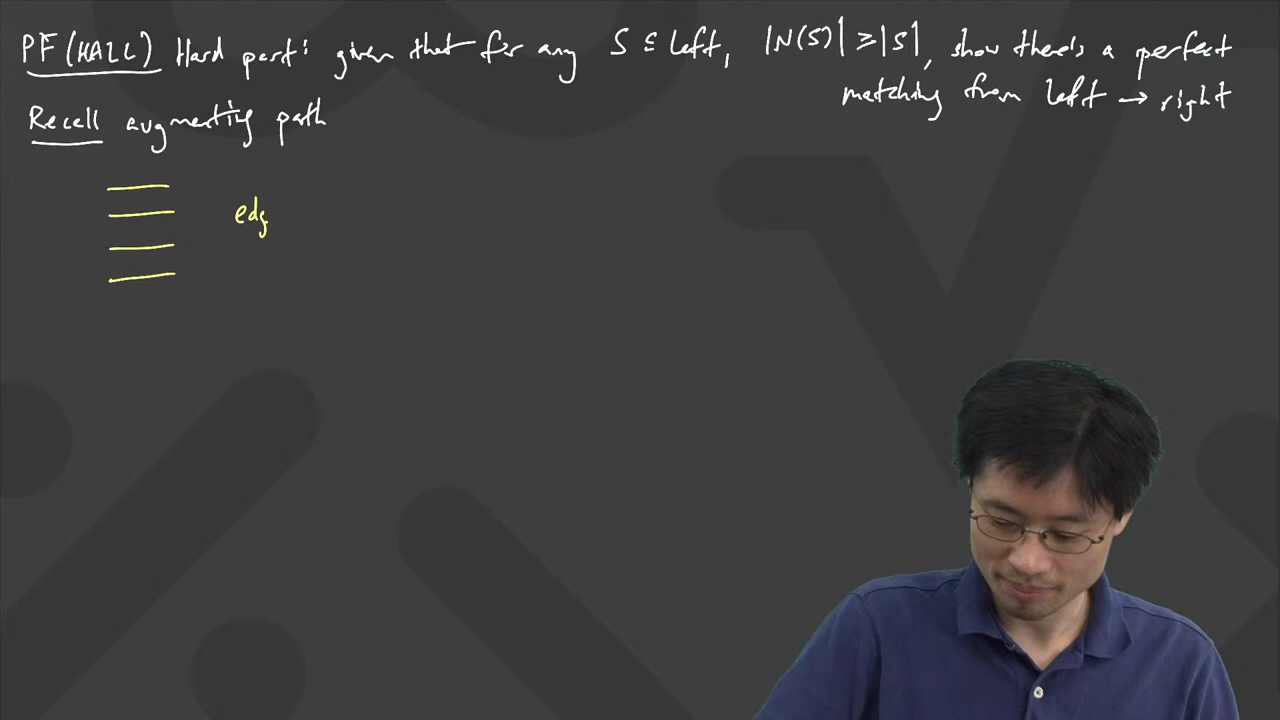 PF (HALL) Hard part: given that for any S ⊆ left, |N(S)| ≥ |S|, show there's a perfect
matching from left → right
Recall augmenting path
edg